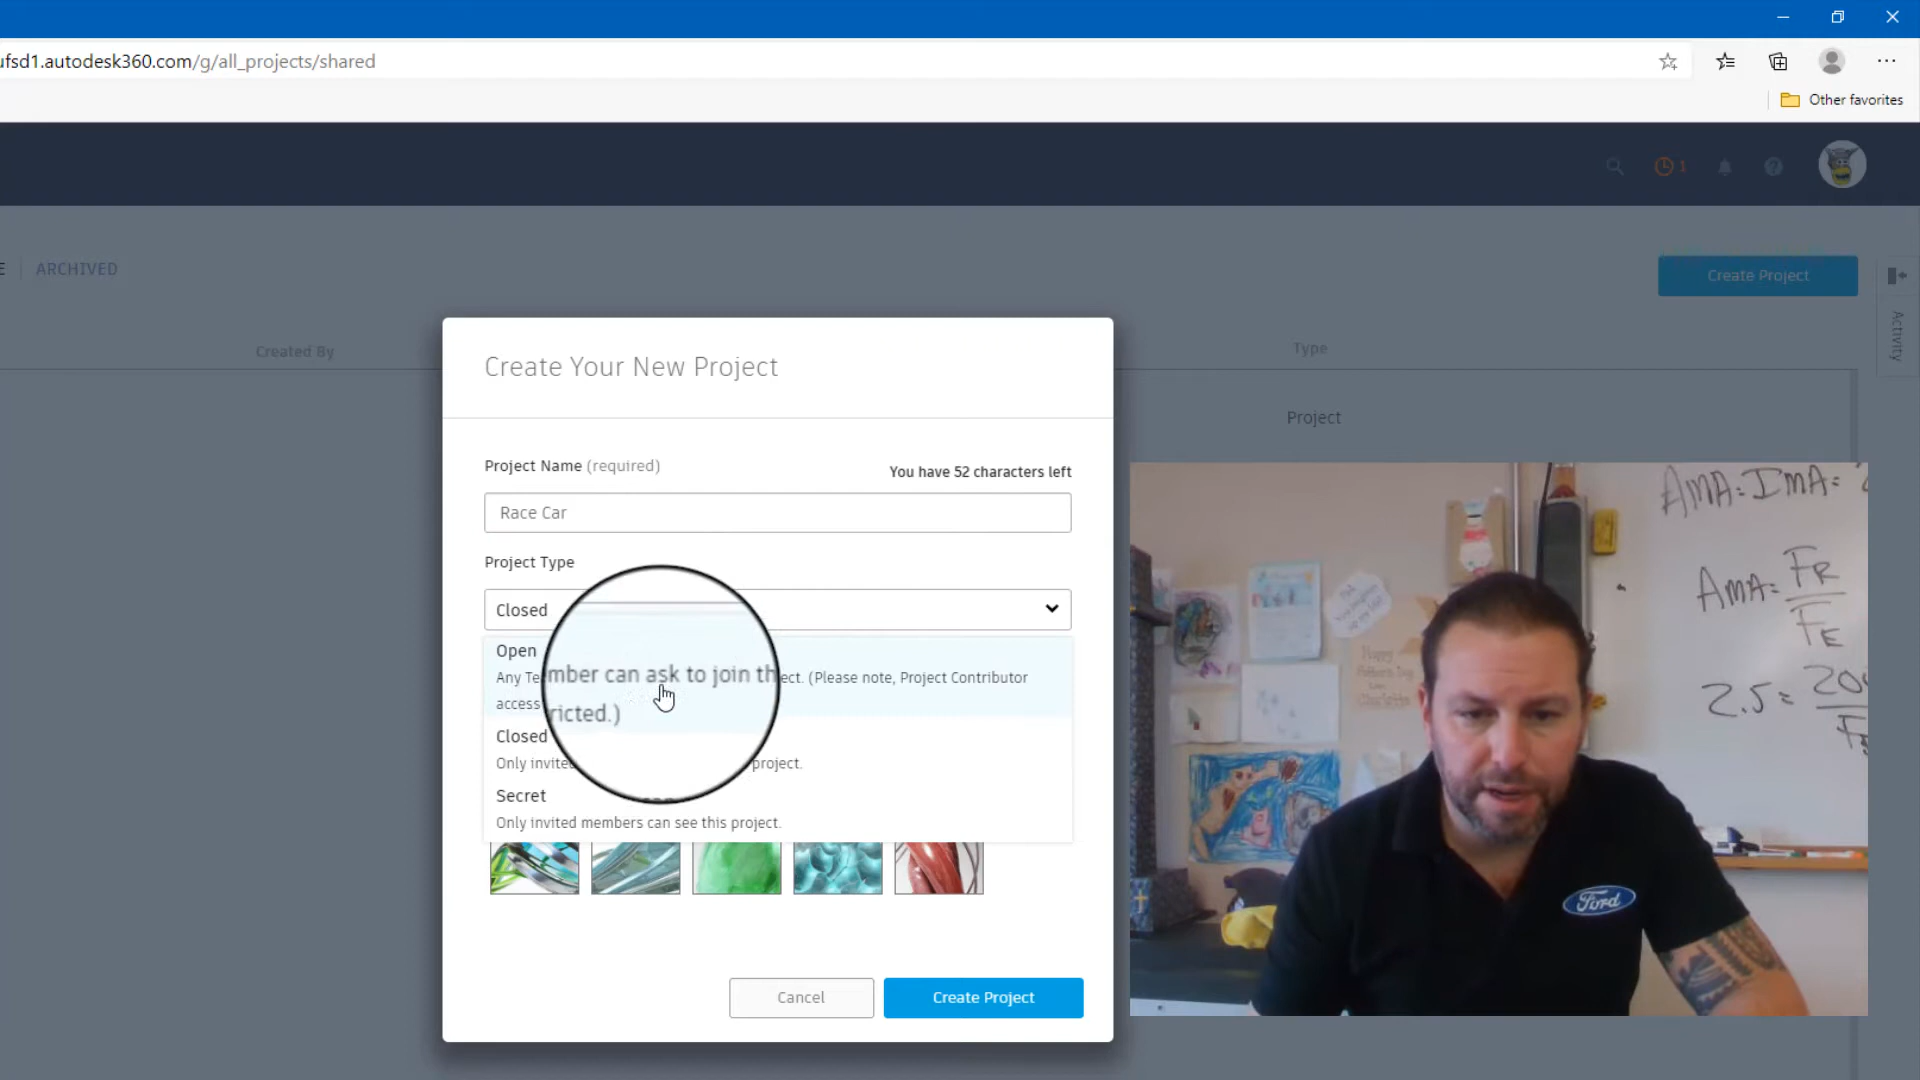 ufsd1.autodesk360.com/g/all_projects/shared
Other favorites
1
E
ARCHIVED
Create Project
Activity
Created By
Type
Project
Create Your New Project
Project Name (required)
You have 52 characters left
Race Car
Project Type
Closed
Open
Any Te mber can ask to join th ect. (Please note, Project Contributor
access ricted.)
Closed
Only invite project.
Secret
Only invited members can see this project.
Cancel
Create Project
AMA = IMA =
AMA = FR
FE
2.5 = 20
F
Happy
Ford